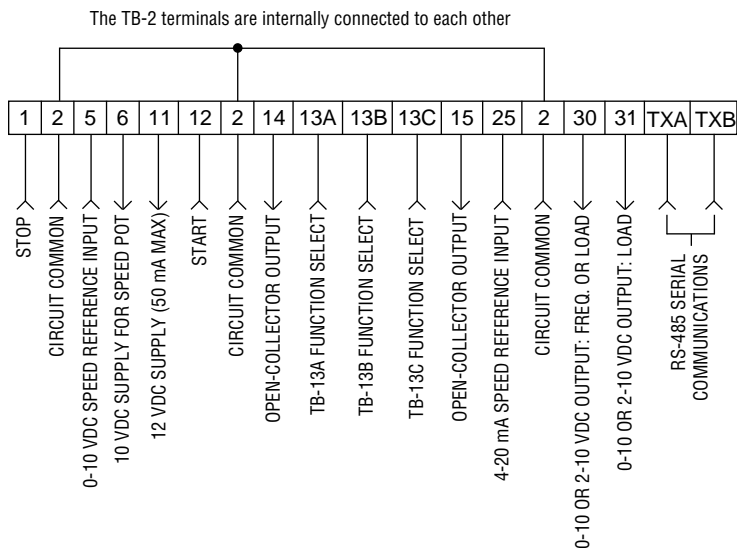 The TB-2 terminals are internally connected to each other
1 2 5 6 11 12 2 14 13A 13B 13C 15 25 2 30 31 TXA TXB
STOP
CIRCUIT COMMON
0-10 VDC SPEED REFERENCE INPUT
10 VDC SUPPLY FOR SPEED POT
12 VDC SUPPLY (50 mA MAX)
START
CIRCUIT COMMON
OPEN-COLLECTOR OUTPUT
TB-13A FUNCTION SELECT
TB-13B FUNCTION SELECT
TB-13C FUNCTION SELECT
OPEN-COLLECTOR OUTPUT
4-20 mA SPEED REFERENCE INPUT
CIRCUIT COMMON
0-10 OR 2-10 VDC OUTPUT: FREQ. OR LOAD
0-10 OR 2-10 VDC OUTPUT: LOAD
RS-485 SERIAL
COMMUNICATIONS